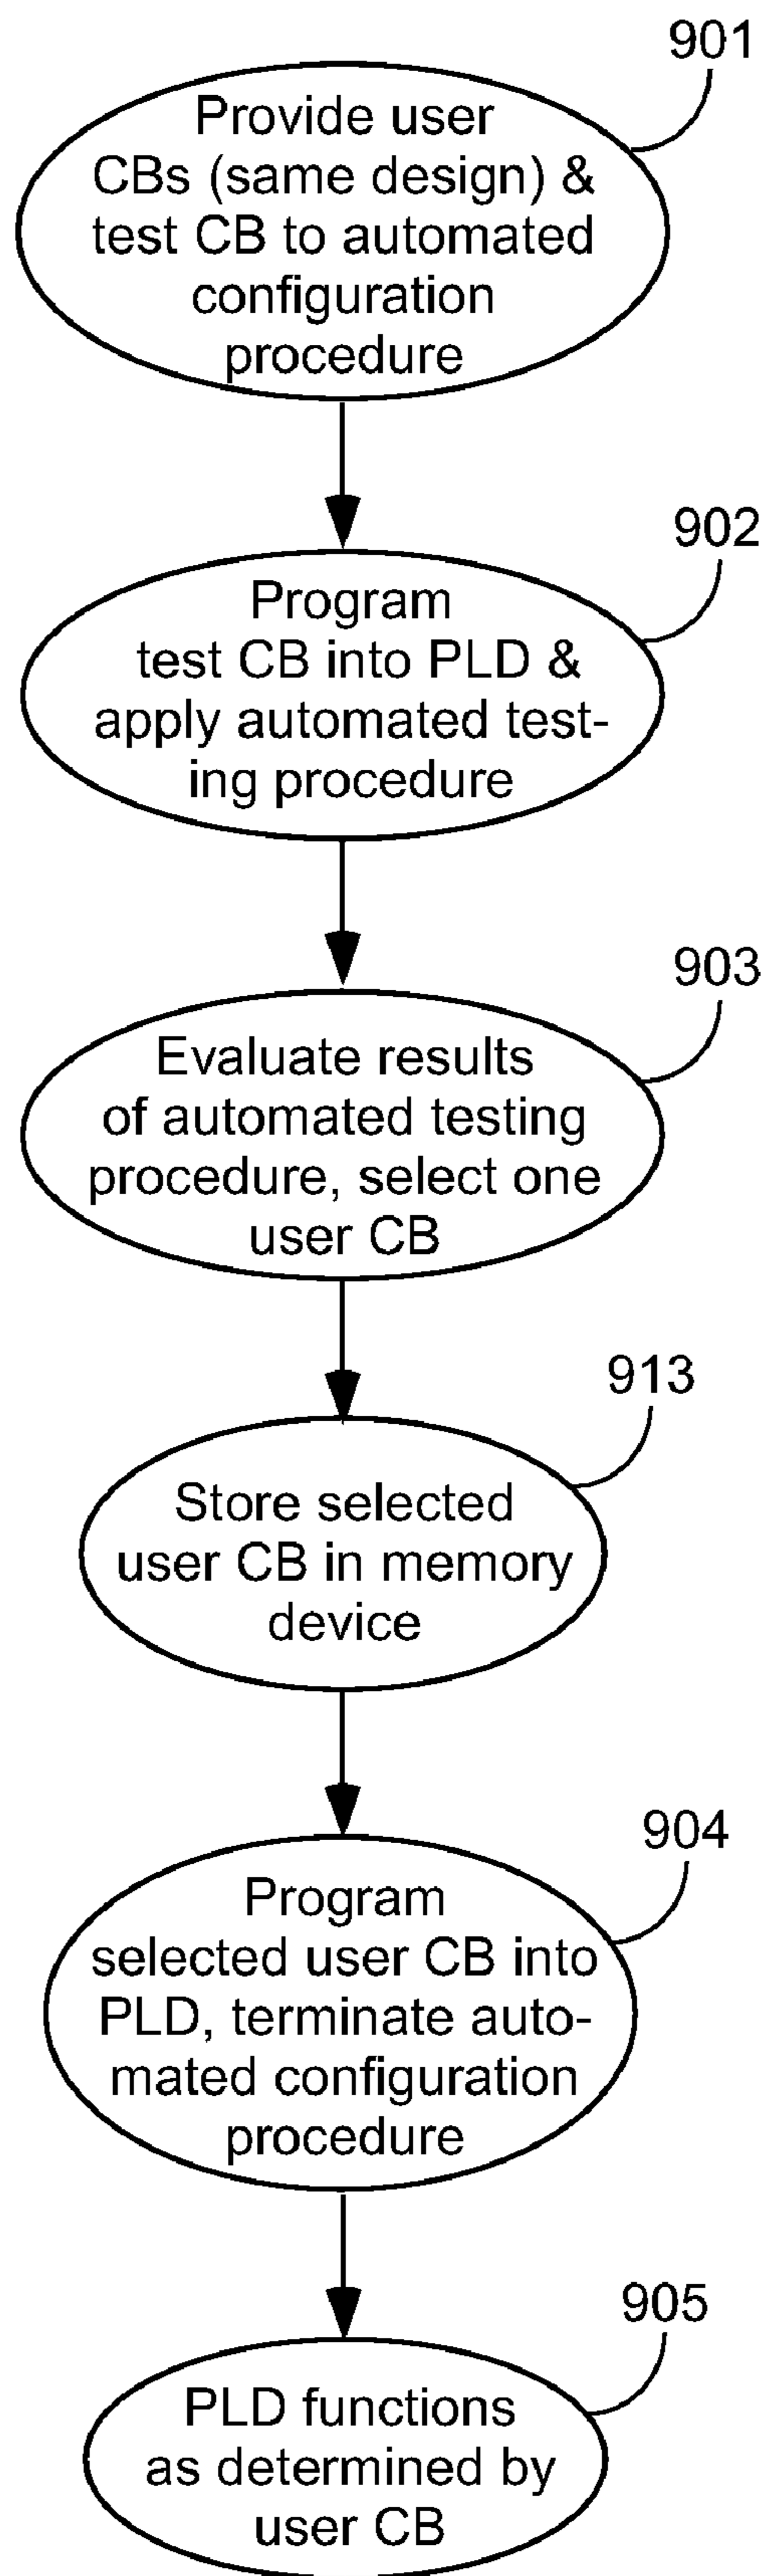 901
Provide user
CBs (same design) &
test CB to automated
configuration
procedure
902
Program
test CB into PLD &
apply automated test-
ing procedure
903
Evaluate results
of automated testing
procedure, select one
user CB
913
Store selected
user CB in memory
device
904
Program
selected user CB into
PLD, terminate auto-
mated configuration
procedure
905
PLD functions
as determined by
user CB